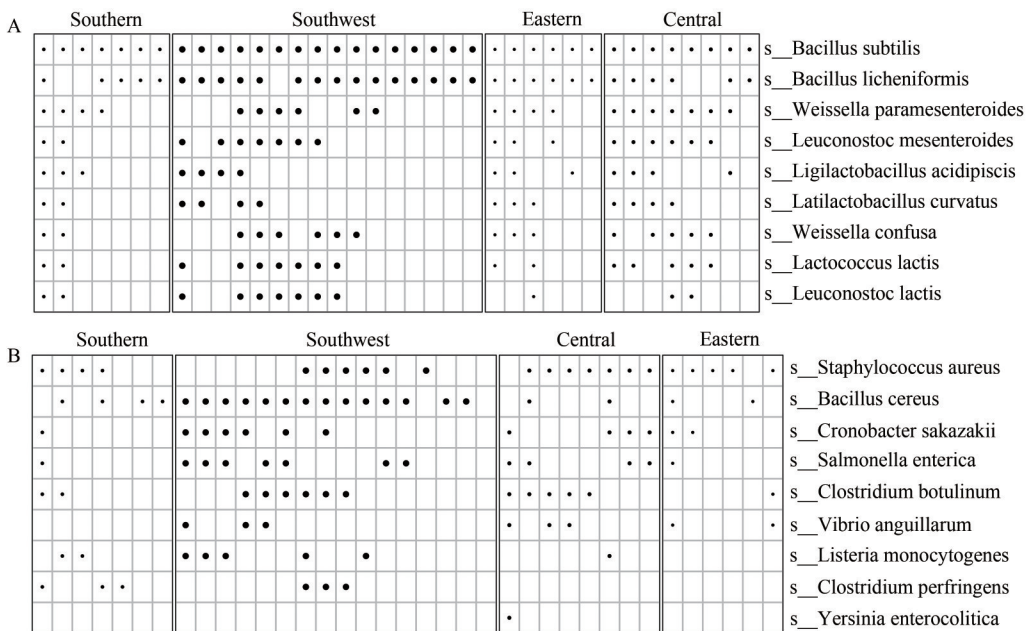 A
Southern Southwest Eastern Central
s__Bacillus subtilis
s__Bacillus licheniformis
s__Weissella paramesenteroides
s__Leuconostoc mesenteroides
s__Ligilactobacillus acidipiscis
s__Latilactobacillus curvatus
s__Weissella confusa
s__Lactococcus lactis
s__Leuconostoc lactis
B
Southern Southwest Central Eastern
s__Staphylococcus aureus
s__Bacillus cereus
s__Cronobacter sakazakii
s__Salmonella enterica
s__Clostridium botulinum
s__Vibrio anguillarum
s__Listeria monocytogenes
s__Clostridium perfringens
s__Yersinia enterocolitica